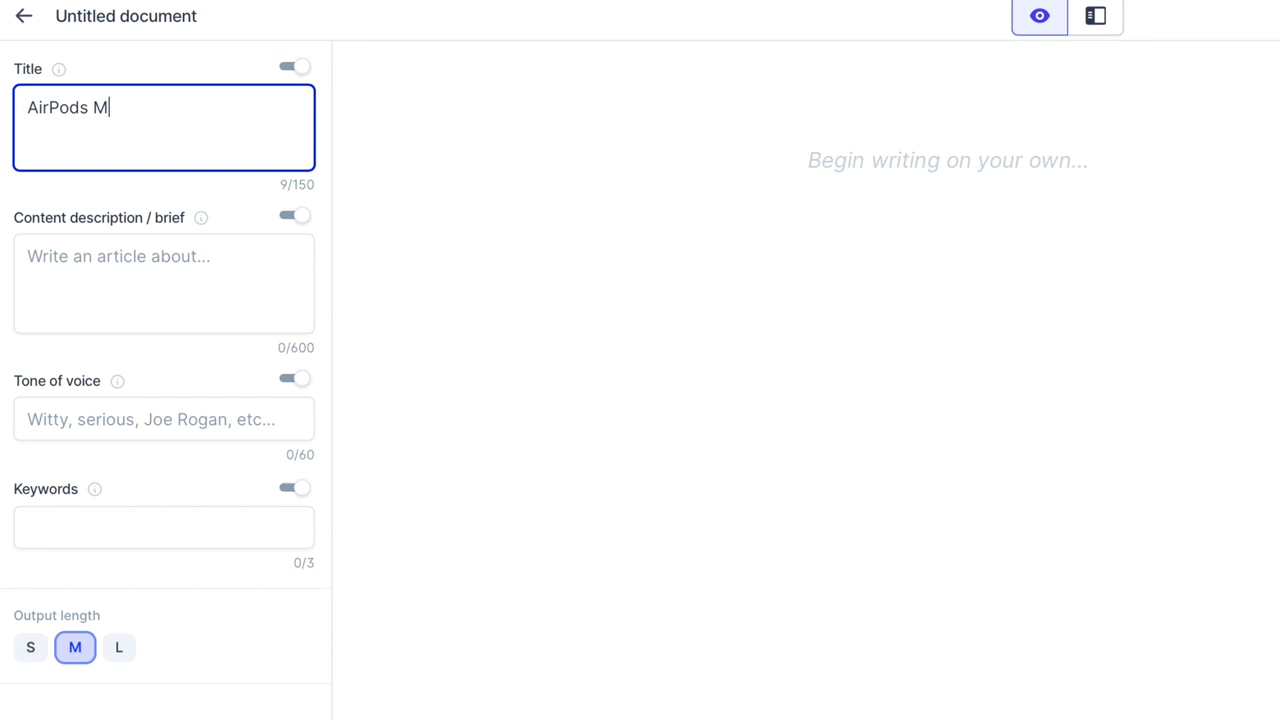 Untitled document
Title
AirPods M
9/150
Content description / brief
Write an article about...
0/600
Tone of voice
Witty, serious, Joe Rogan, etc...
0/60
Keywords
0/3
Output length
S M L
Begin writing on your own...